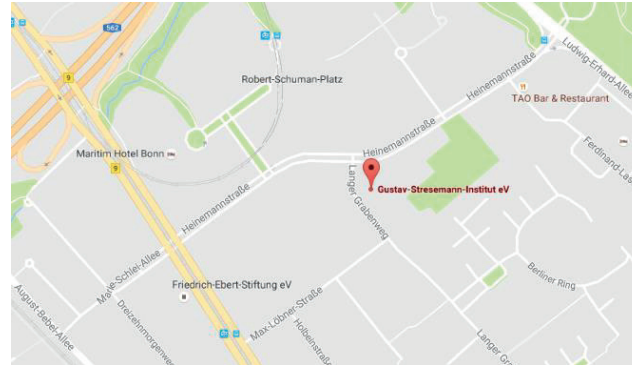 562
Ludwig-Erhard-Allee
9
Robert-Schuman-Platz
Heinemannstraße
TAO Bar & Restaurant
Heinemannstraße
Maritim Hotel Bonn
Ferdinand-Las
9
Langer Grabenweg
Gustav-Stresemann-Institut eV
Heinemannstraße
Marie-Schlei-Allee
Berliner Ring
Friedrich-Ebert-Stiftung eV
August-Bebel-Allee
Dreizehnmorgenweg
Max-Löbner-Straße
Holbeinstraße
Langer Gra